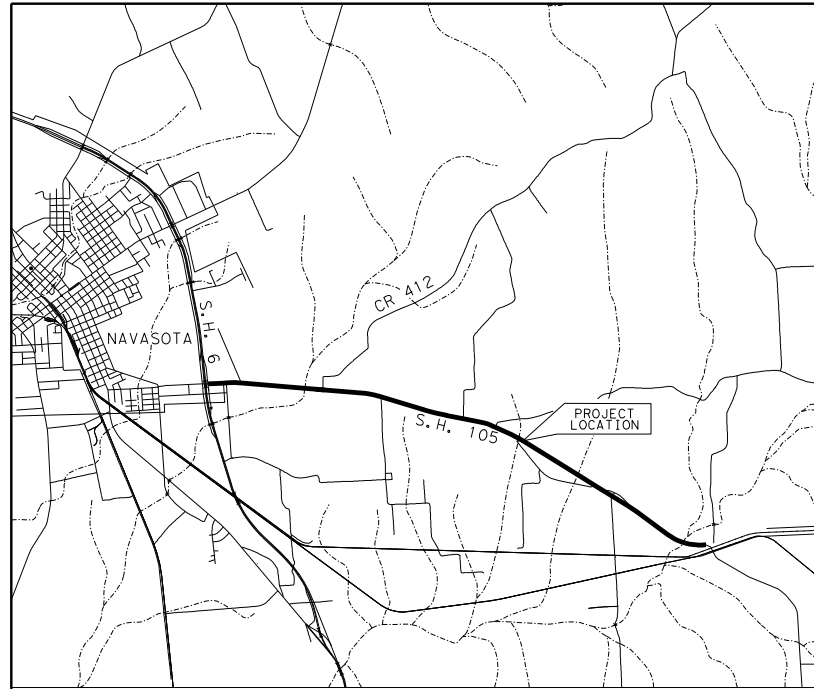 CR 412
S.H. 6
NAVASOTA
S.H. 105
PROJECT
LOCATION